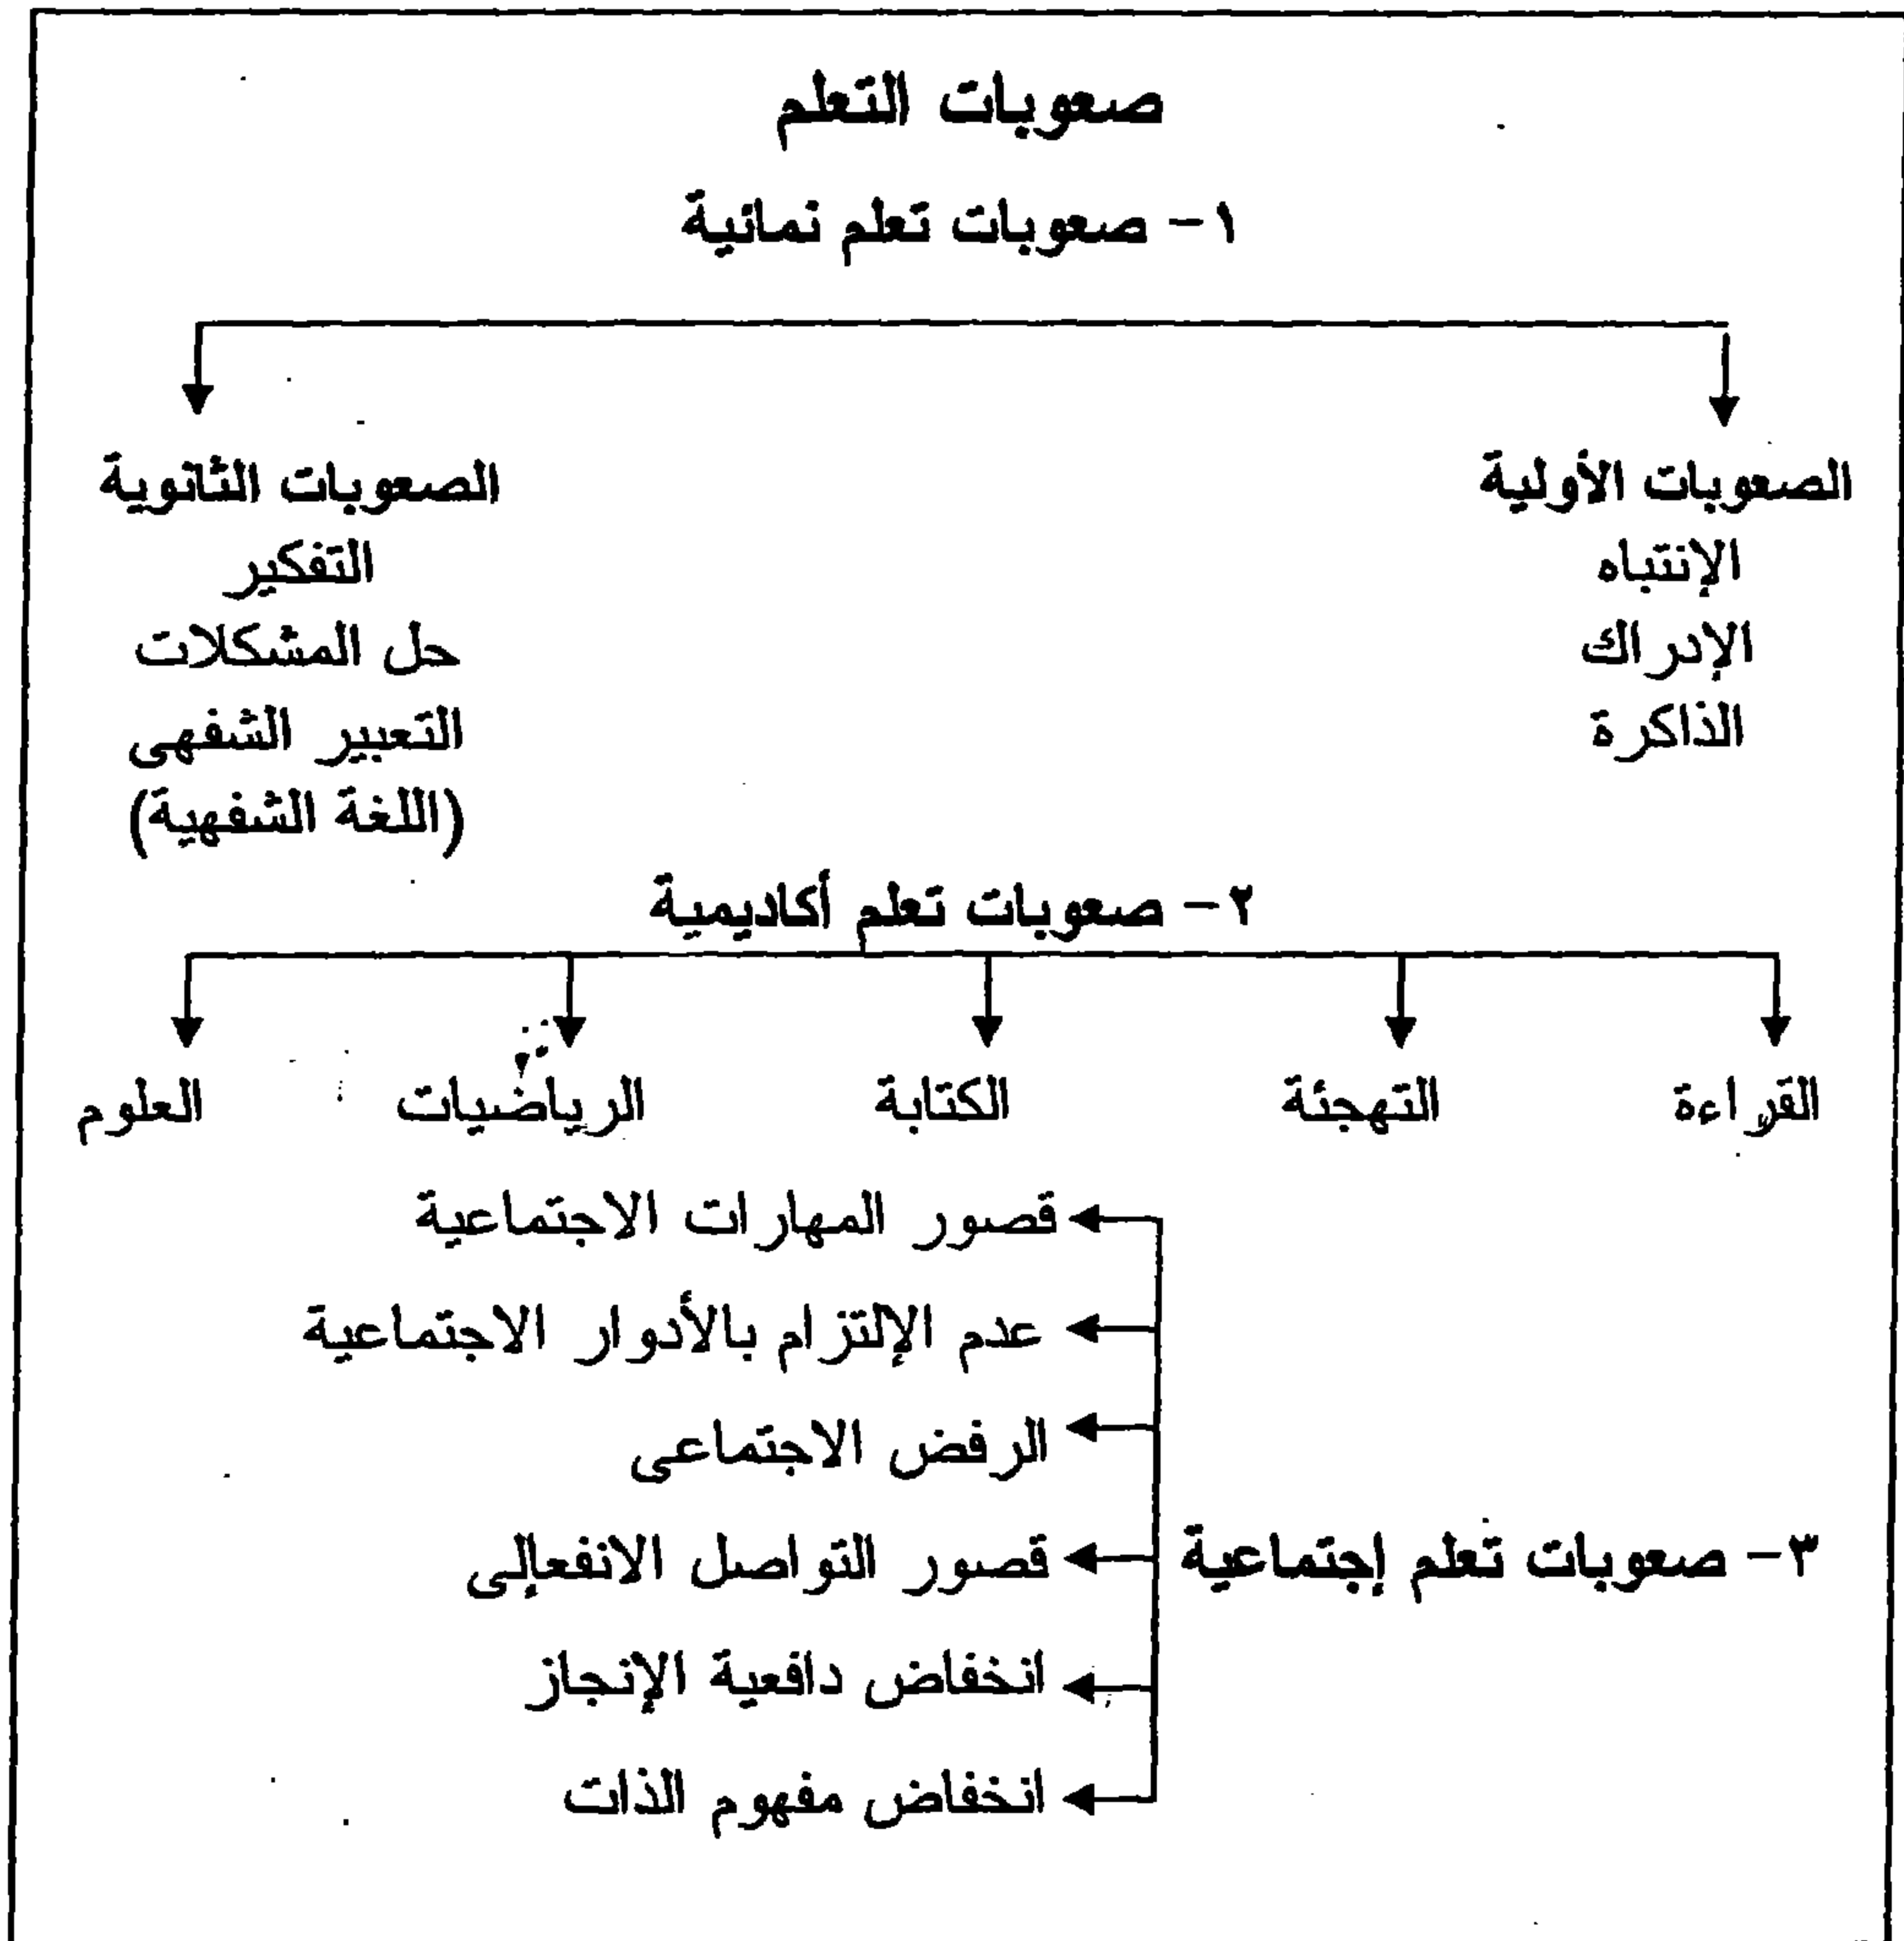 صعوبات التعلم
١- صعوبات تعلم نمائية
الصعوبات الأولية
الإنتباه
الإدراك
الذاكرة
الصعوبات الثانوية
التفكير
حل المشكلات
التعبير الشفهى
(اللغة الشفهية)
٢- صعوبات تعلم أكاديمية
القراءة
التهجئة
الكتابة
الرياضيات
العلوم
٣- صعوبات تعلم إجتماعية
قصور المهارات الاجتماعية
عدم الإلتزام بالأدوار الاجتماعية
الرفض الاجتماعى
قصور التواصل الانفعالى
انخفاض دافعية الإنجاز
انخفاض مفهوم الذات